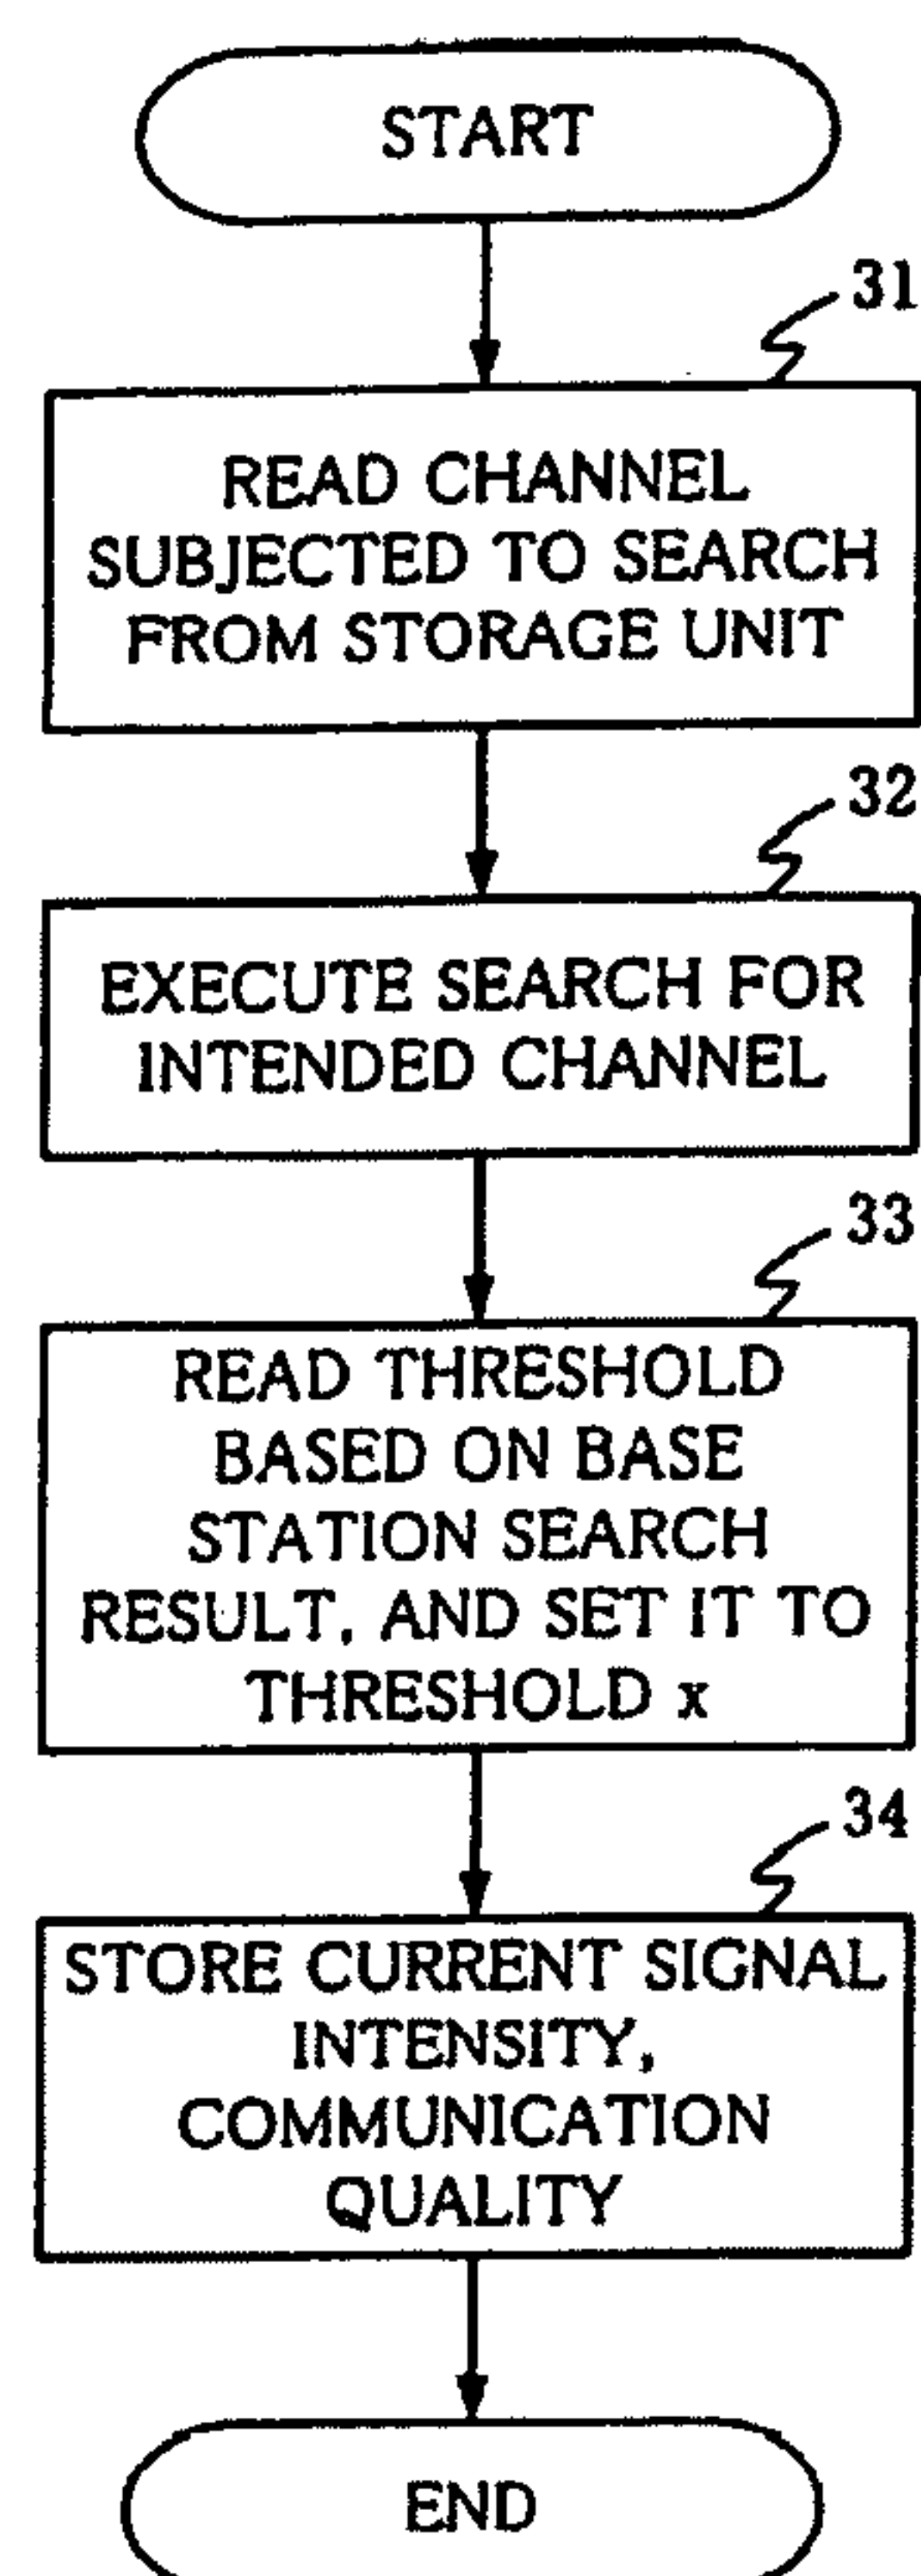 START
31
READ CHANNEL
SUBJECTED TO SEARCH
FROM STORAGE UNIT
32
EXECUTE SEARCH FOR
INTENDED CHANNEL
33
READ THRESHOLD
BASED ON BASE
STATION SEARCH
RESULT, AND SET IT TO
THRESHOLD x
34
STORE CURRENT SIGNAL
INTENSITY,
COMMUNICATION
QUALITY
END